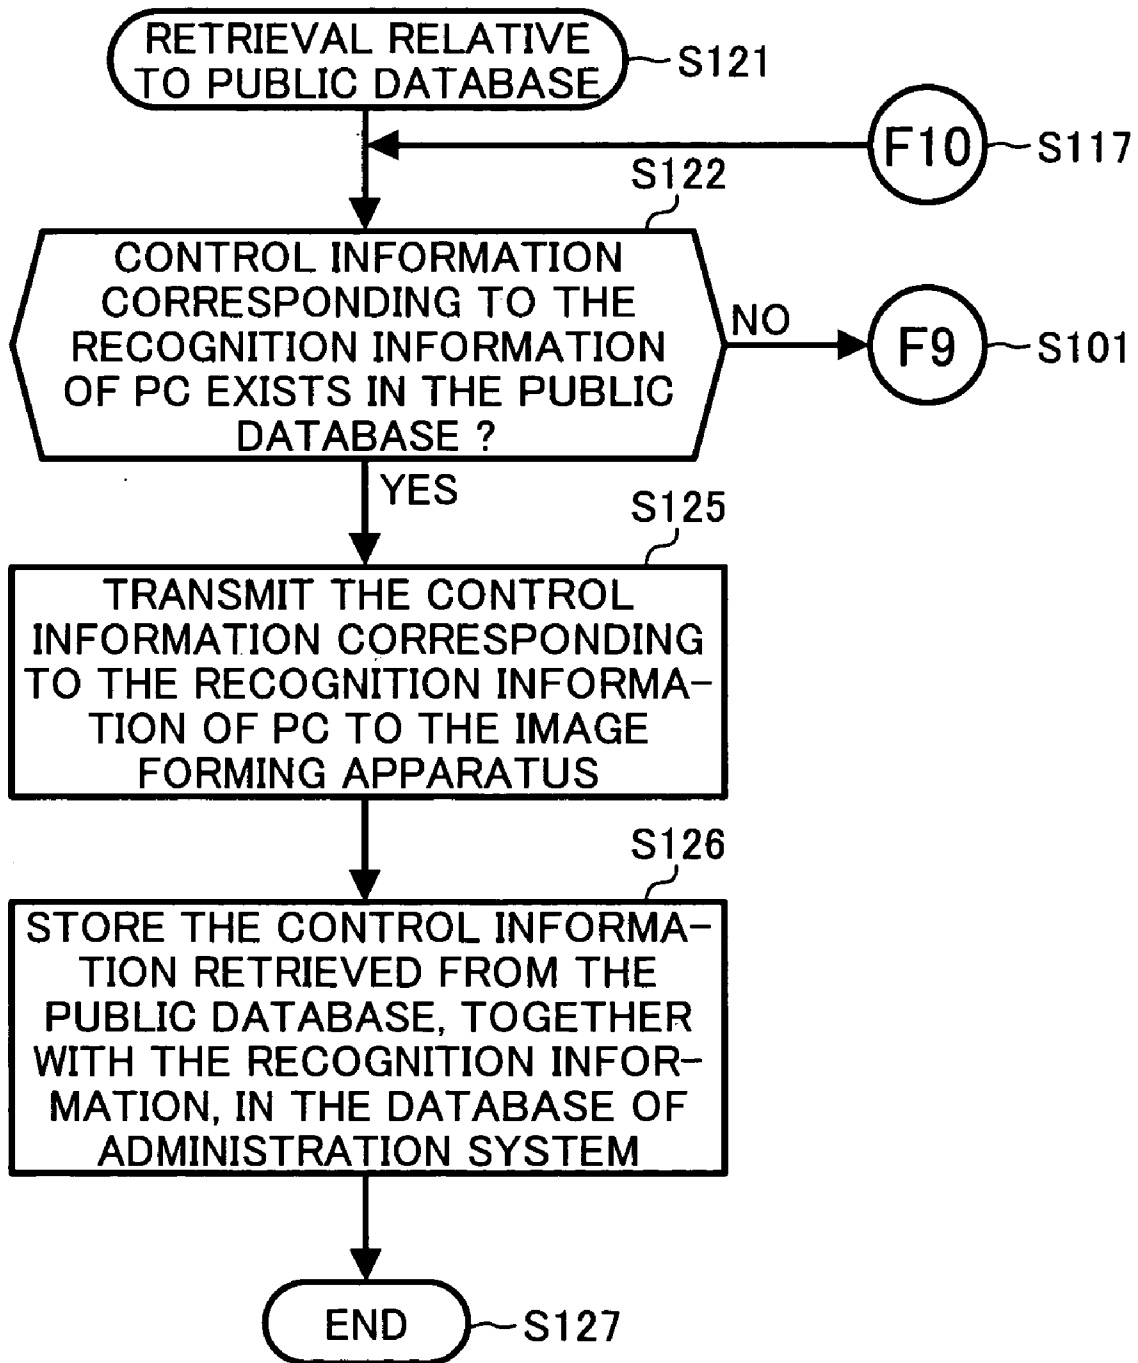 RETRIEVAL RELATIVE
TO PUBLIC DATABASE
S121
F10
S117
S122
CONTROL INFORMATION
CORRESPONDING TO THE
RECOGNITION INFORMATION
OF PC EXISTS IN THE PUBLIC
DATABASE ?
NO
F9
S101
YES
S125
TRANSMIT THE CONTROL
INFORMATION CORRESPONDING
TO THE RECOGNITION INFORMA-
TION OF PC TO THE IMAGE
FORMING APPARATUS
S126
STORE THE CONTROL INFORMA-
TION RETRIEVED FROM THE
PUBLIC DATABASE, TOGETHER
WITH THE RECOGNITION INFOR-
MATION, IN THE DATABASE OF
ADMINISTRATION SYSTEM
END
S127